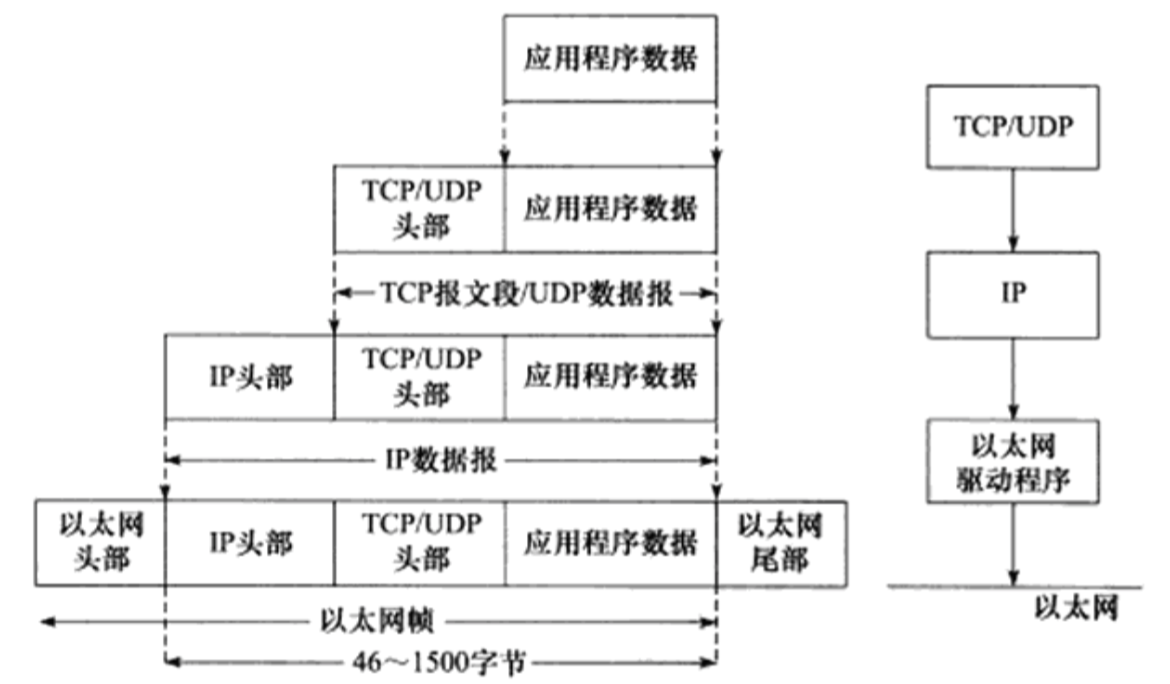 应用程序数据
TCP/UDP
头部
应用程序数据
TCP报文段/UDP数据报
IP头部
TCP/UDP
头部
应用程序数据
IP数据报
以太网
头部
IP头部
TCP/UDP
头部
应用程序数据
以太网
尾部
以太网帧
46～1500字节
TCP/UDP
IP
以太网
驱动程序
以太网